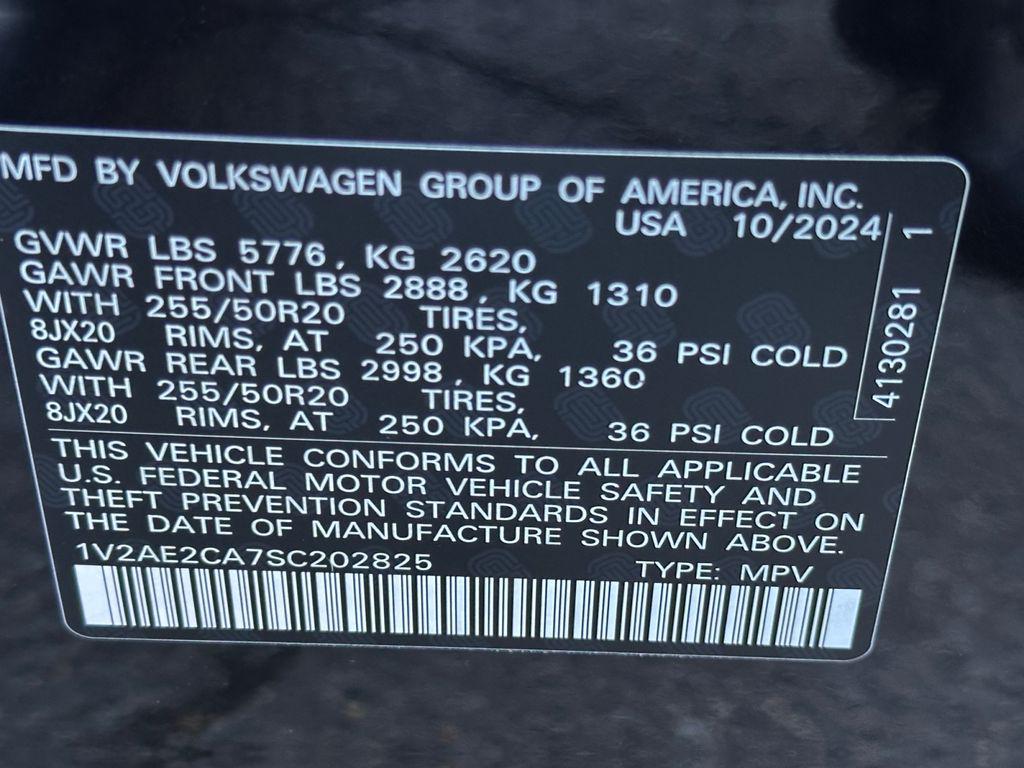 MFD BY VOLKSWAGEN GROUP OF AMERICA, INC.
USA 10/2024
GVWR LBS 5776, KG 2620
GAWR FRONT LBS 2888, KG 1310
WITH 255/50R20 TIRES,
8JX20 RIMS, AT 250 KPA, 36 PSI COLD
GAWR REAR LBS 2998, KG 1360
WITH 255/50R20 TIRES,
8JX20 RIMS, AT 250 KPA, 36 PSI COLD
4130281 1
THIS VEHICLE CONFORMS TO ALL APPLICABLE
U.S. FEDERAL MOTOR VEHICLE SAFETY AND
THEFT PREVENTION STANDARDS IN EFFECT ON
THE DATE OF MANUFACTURE SHOWN ABOVE.
1V2AE2CA7SC202825 TYPE: MPV